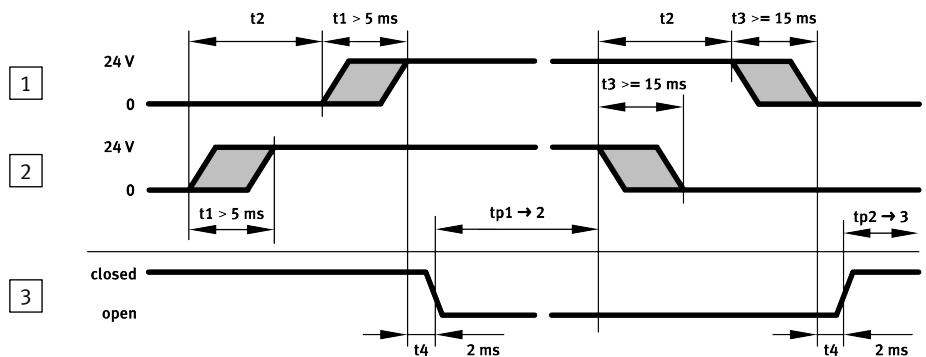 t2 t1 > 5 ms t2 t3 >= 15 ms
24 V
1
0
t3 >= 15 ms
24 V
2
0
t1 > 5 ms
tp1 → 2
tp2 → 3
closed
3
open
t4 2 ms t4 2 ms